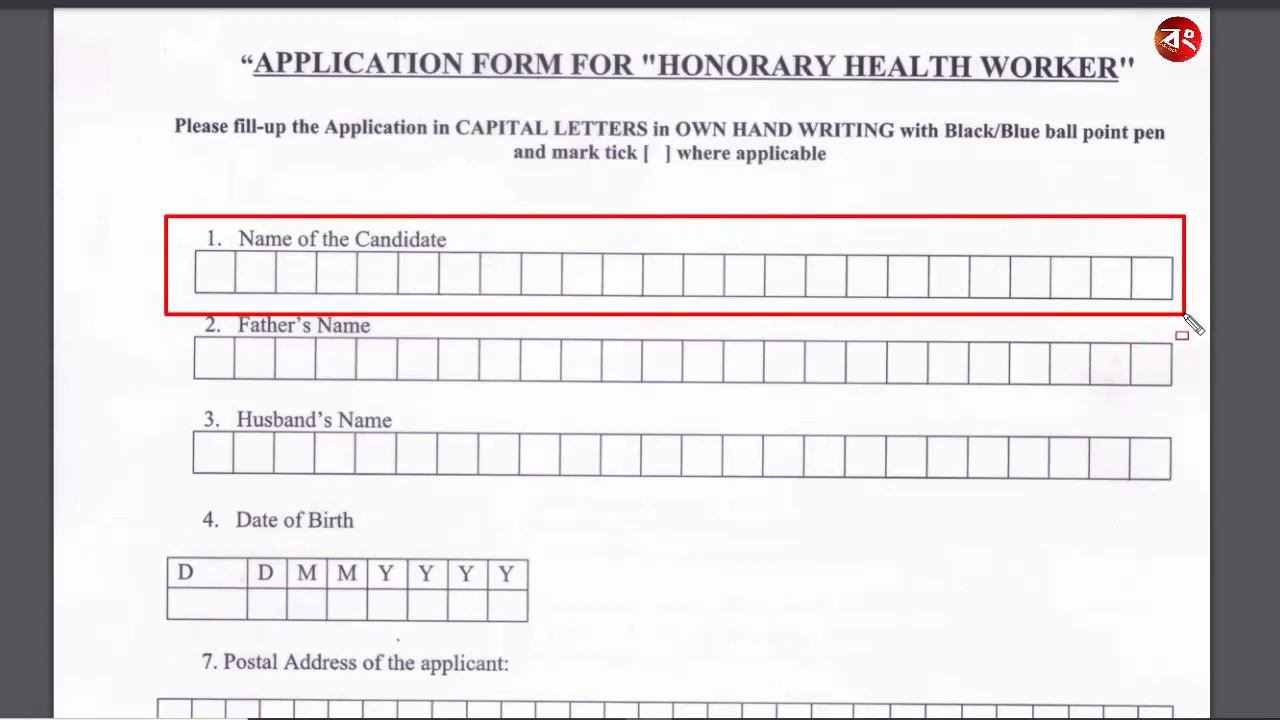 “APPLICATION FORM FOR "HONORARY HEALTH WORKER"
Please fill-up the Application in CAPITAL LETTERS in OWN HAND WRITING with Black/Blue ball point pen
and mark tick [ ] where applicable
1. Name of the Candidate
2. Father’s Name
3. Husband’s Name
4. Date of Birth
D D M M Y Y Y Y
7. Postal Address of the applicant:
বং